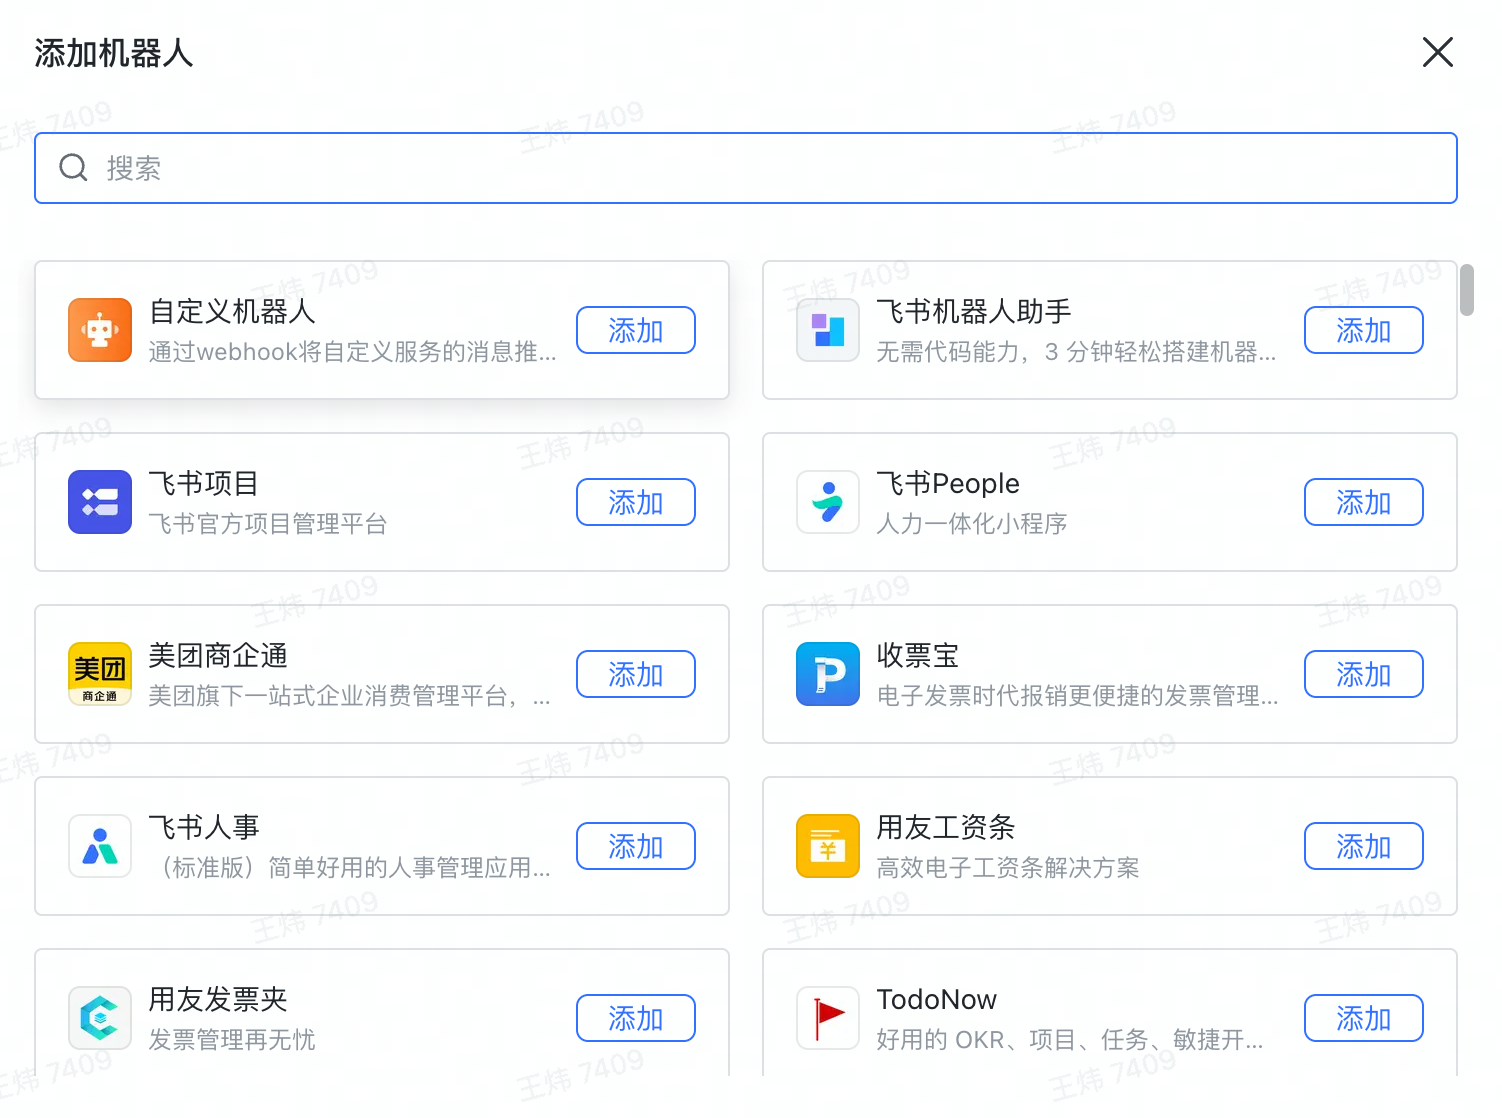 添加机器人
搜索
自定义机器人
通过webhook将自定义服务的消息推...
添加
飞书机器人助手
无需代码能力，3 分钟轻松搭建机器...
添加
飞书项目
飞书官方项目管理平台
添加
飞书People
人力一体化小程序
添加
美团
商企通
美团商企通
美团旗下一站式企业消费管理平台，...
添加
收票宝
电子发票时代报销更便捷的发票管理...
添加
飞书人事
（标准版）简单好用的人事管理应用...
添加
用友工资条
高效电子工资条解决方案
添加
用友发票夹
发票管理再无忧
添加
TodoNow
好用的 OKR、项目、任务、敏捷开...
添加
王炜 7409